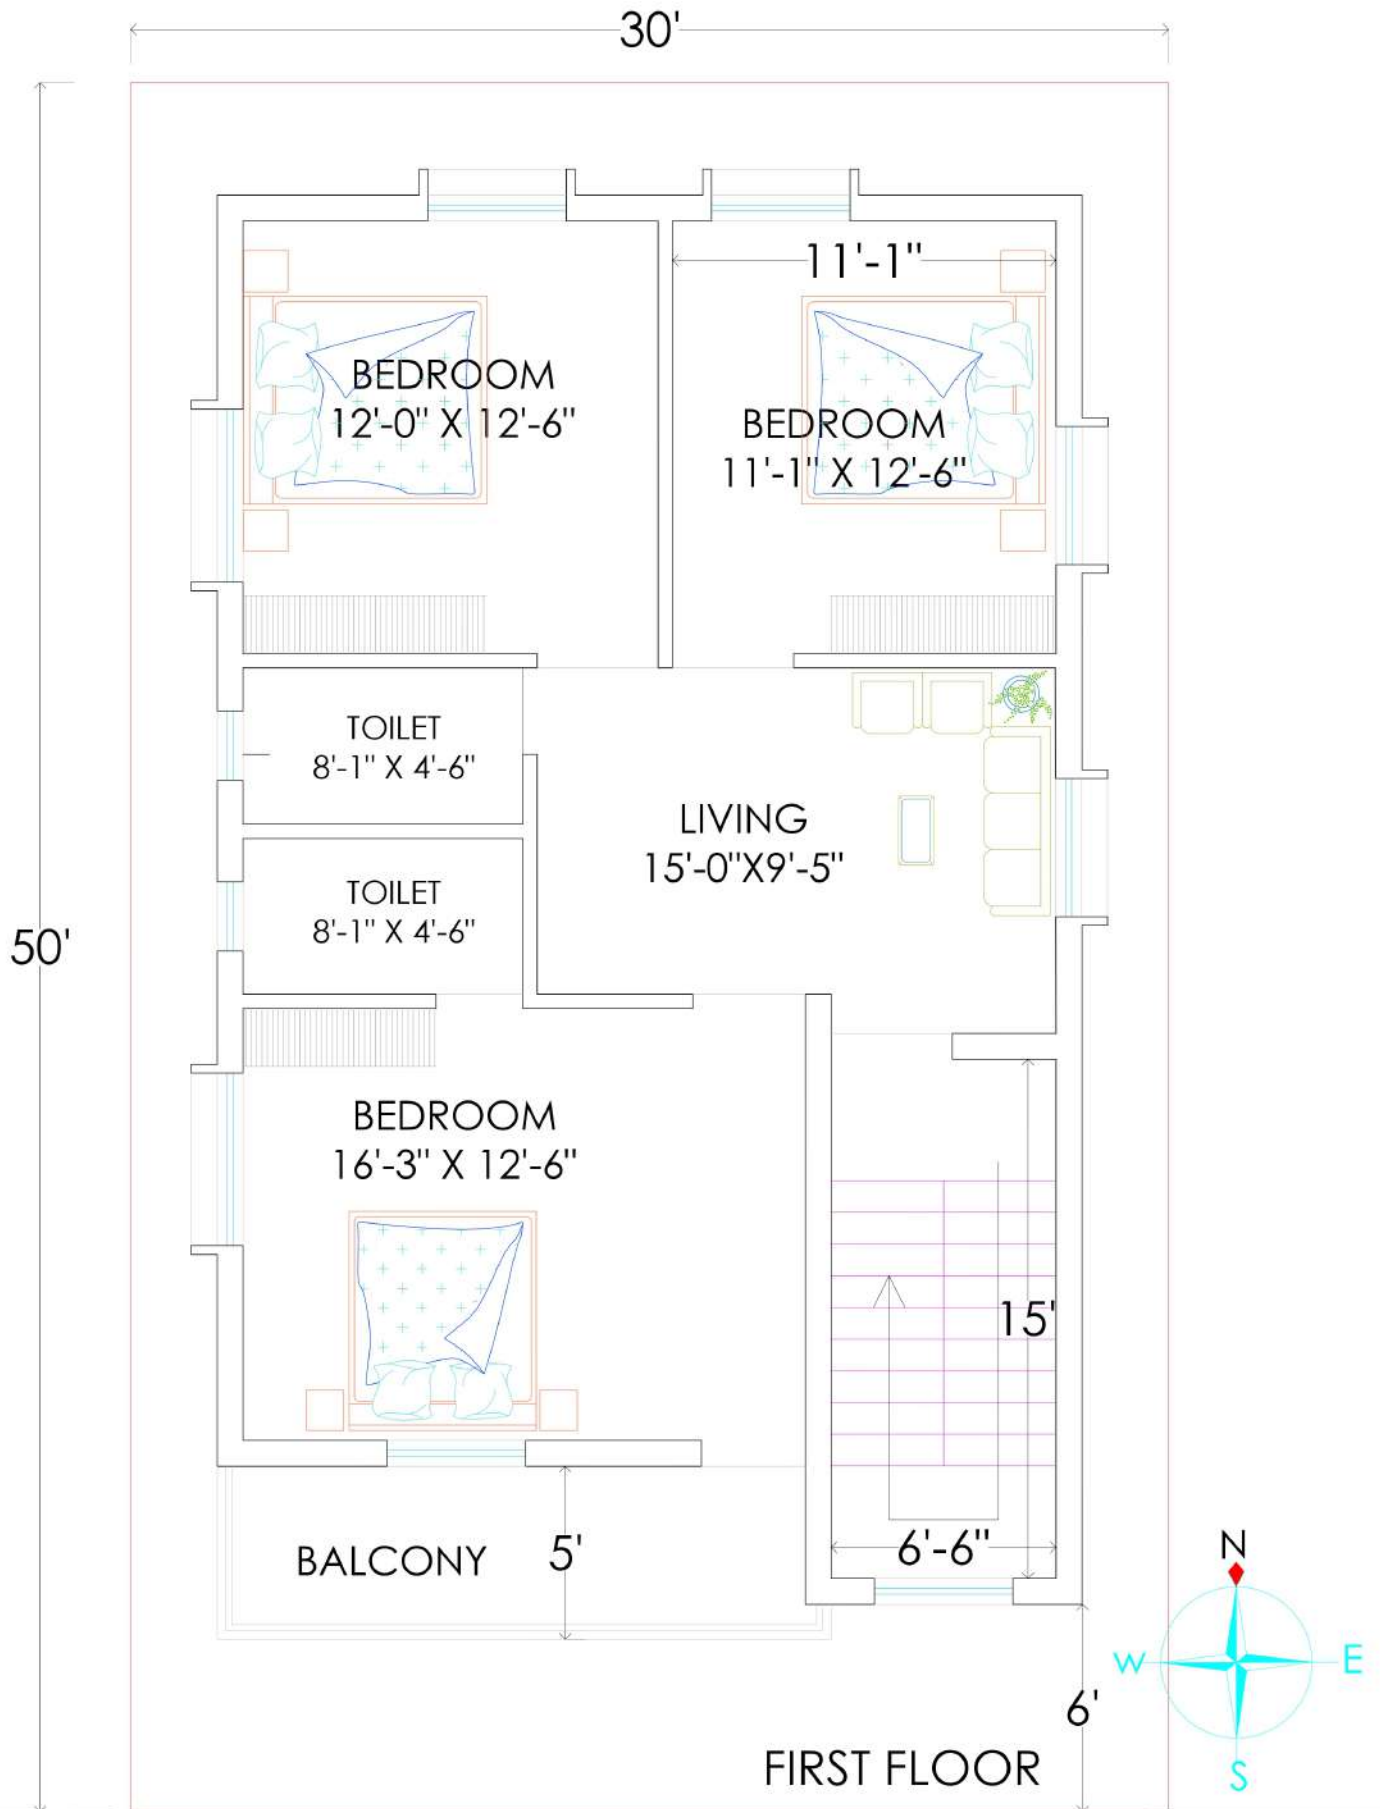 30'
11'-1"
BEDROOM
12'-0" X 12'-6"
BEDROOM
11'-1" X 12'-6"
TOILET
8'-1" X 4'-6"
LIVING
15'-0"X9'-5"
TOILET
8'-1" X 4'-6"
50'
BEDROOM
16'-3" X 12'-6"
15'
6'-6"
BALCONY
5'
N
W
E
S
6'
FIRST FLOOR